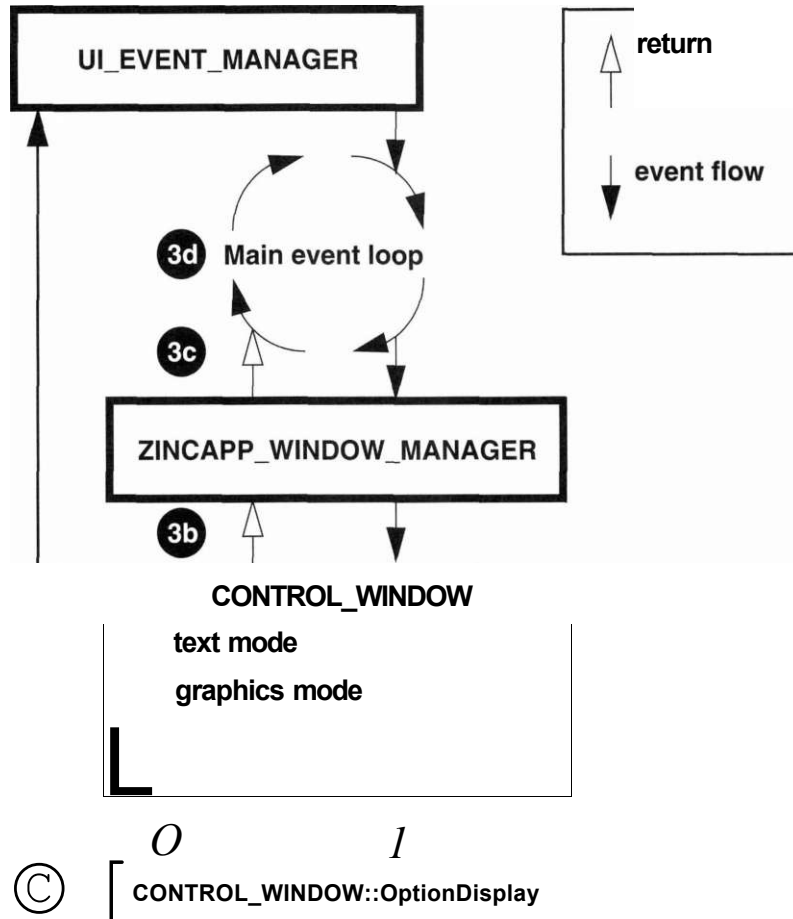 UI_EVENT_MANAGER
return
event flow
3d Main event loop
3c
ZINCAPP_WINDOW_MANAGER
3b
CONTROL_WINDOW
text mode
graphics mode
O 1
C CONTROL_WINDOW::OptionDisplay